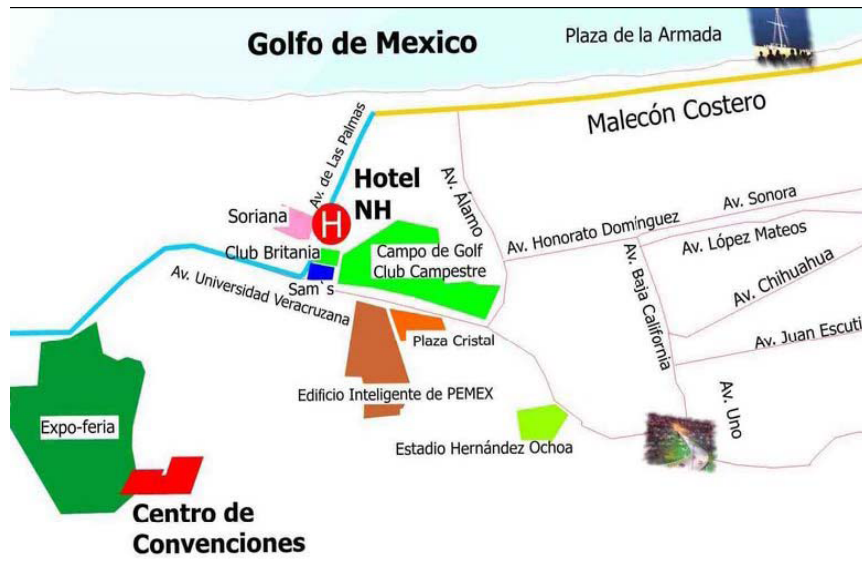 Golfo de Mexico
Plaza de la Armada
Malecón Costero
Av. de Las Palmas
Hotel
NH
H
Soriana
Av. Álamo
Av. Sonora
Av. Honorato Domínguez
Av. López Mateos
Club Britania
Campo de Golf
Club Campestre
Sam`s
Av. Universidad Veracruzana
Av. Baja California
Av. Chihuahua
Plaza Cristal
Av. Juan Escuti
Edificio Inteligente de PEMEX
Av. Uno
Expo-feria
Estadio Hernández Ochoa
Centro de
Convenciones